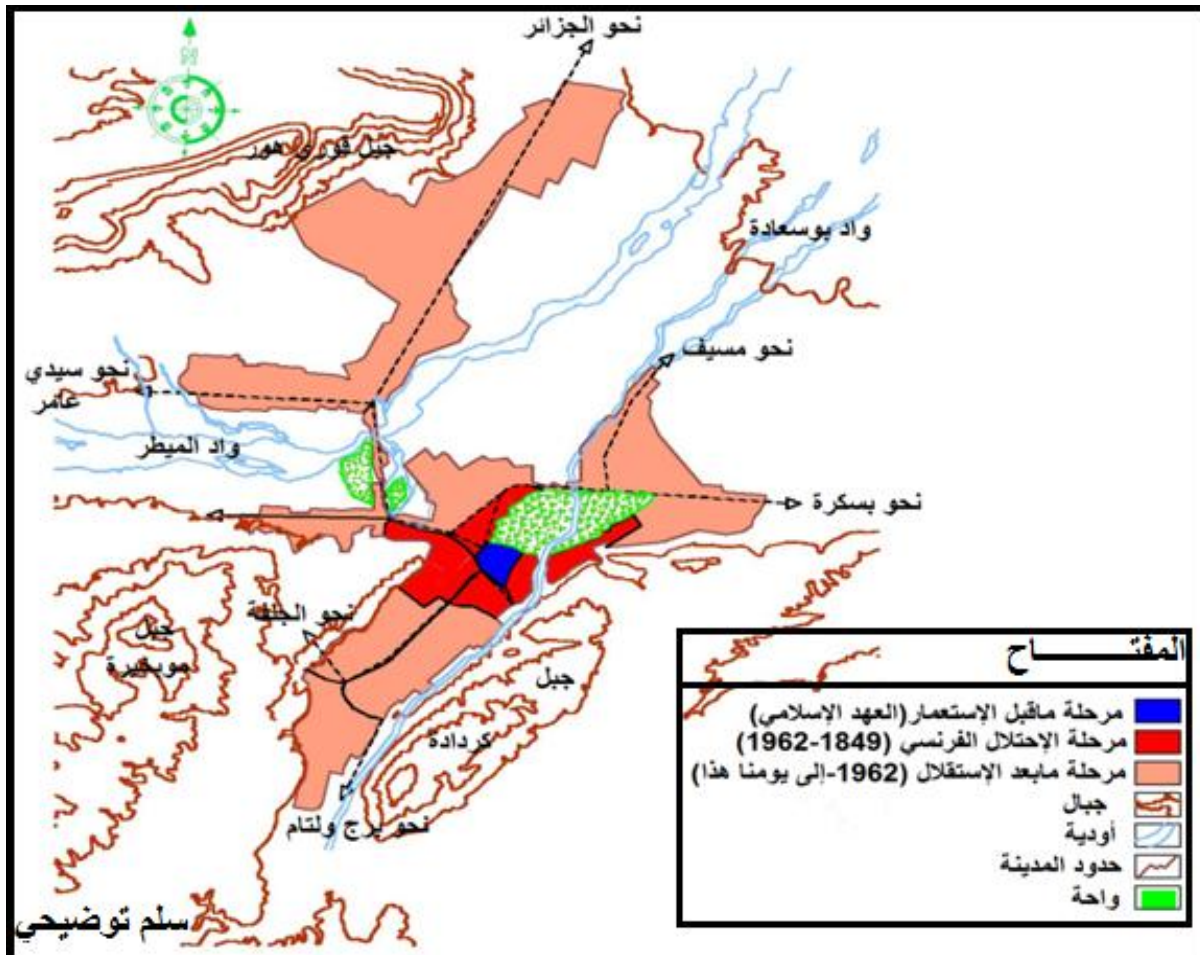 نحو الجزائر
N
جبل قورى هور
واد بوسعادة
نحو مسيف
نحو سيدي
عامر
واد الميطر
نحو بسكرة
نحو الجلفة
جبل
موبخيرة
جبل
كردادة
نحو برج ولتام
سلم توضيحي
المفتـــــــــاح
مرحلة ماقبل الإستعمار(العهد الإسلامي)
مرحلة الإحتلال الفرنسي (1849-1962)
مرحلة مابعد الإستقلال (1962-إلى يومنا هذا)
جبال
أودية
حدود المدينة
واحة